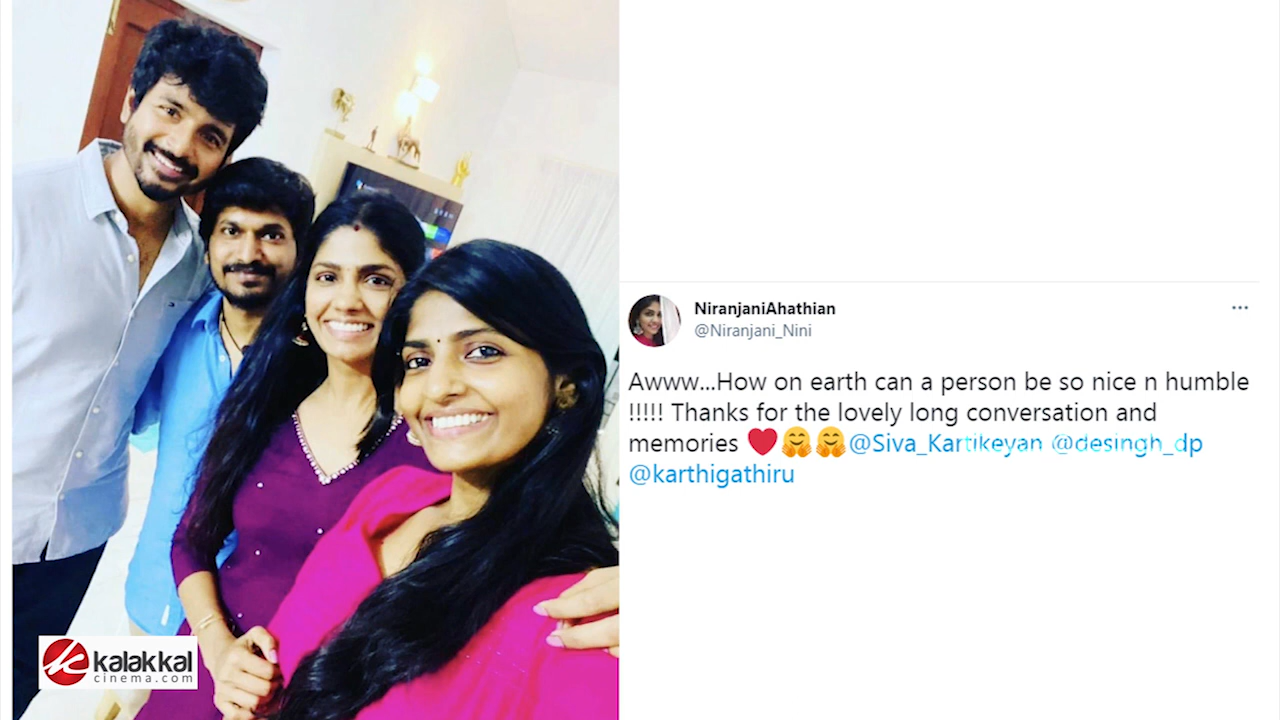 NiranjaniAhathian
@Niranjani_Nini
Awww...How on earth can a person be so nice n humble
!!!!! Thanks for the lovely long conversation and
memories ❤️🤗🤗@Siva_Kartikeyan @desingh_dp
@karthigathiru
kalakkal
cinema.com